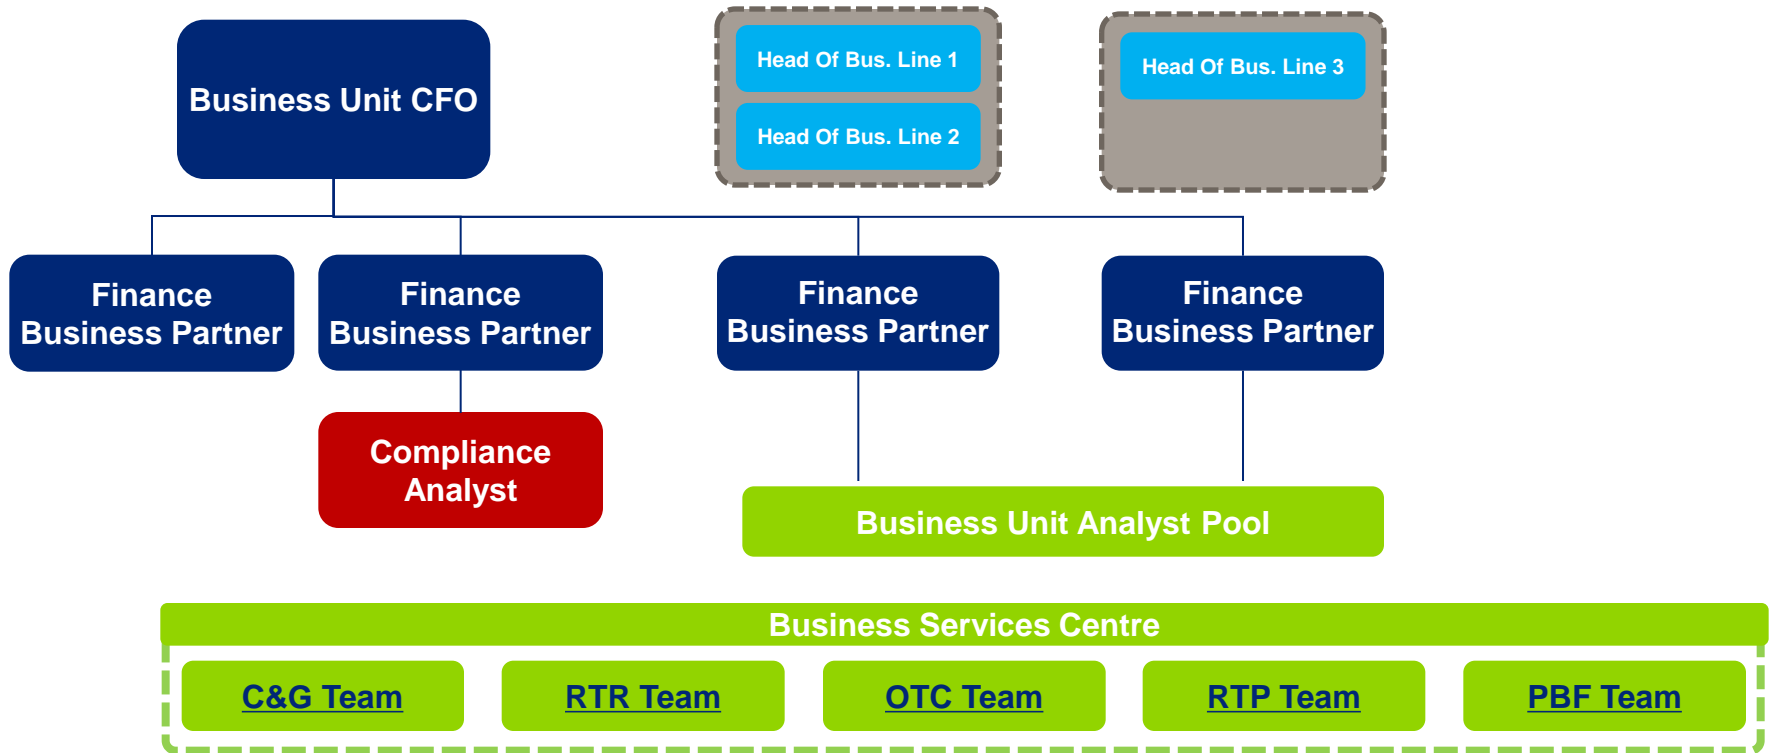 Business Unit CFO
Head Of Bus. Line 1
Head Of Bus. Line 2
Head Of Bus. Line 3
Finance
Business Partner
Finance
Business Partner
Finance
Business Partner
Finance
Business Partner
Compliance
Analyst
Business Unit Analyst Pool
Business Services Centre
C&G Team
RTR Team
OTC Team
RTP Team
PBF Team